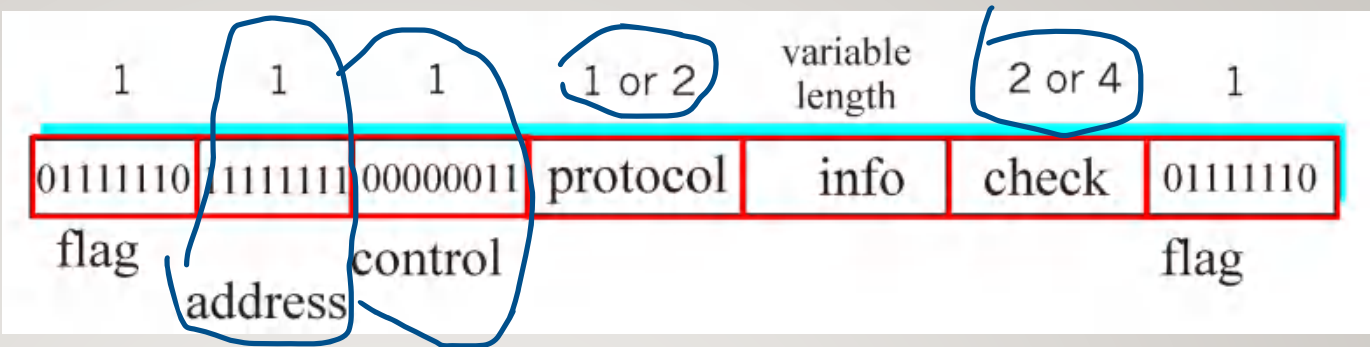 1 1 1 1 or 2 variable length 2 or 4 1
01111110 11111111 00000011 protocol info check 01111110
flag control flag
address